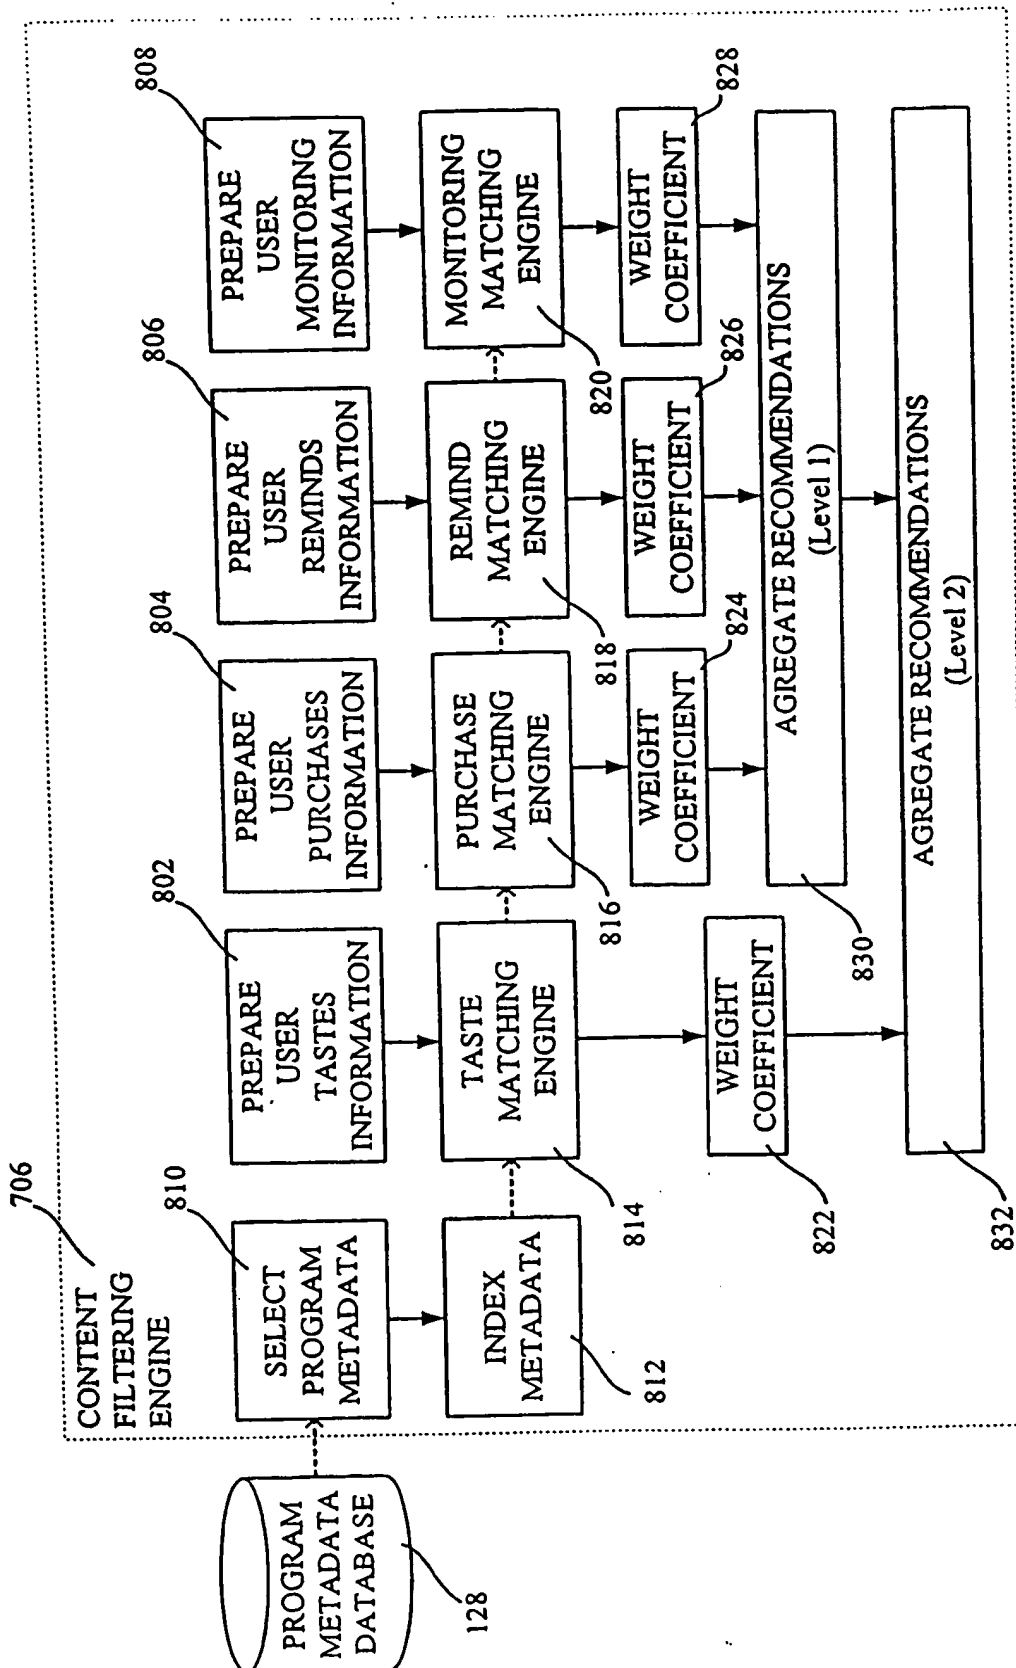 706
CONTENT
FILTERING
ENGINE
PROGRAM
METADATA
DATABASE
128
810
SELECT
PROGRAM
METADATA
802
PREPARE
USER
TASTES
INFORMATION
804
PREPARE
USER
PURCHASES
INFORMATION
806
PREPARE
USER
REMINDS
INFORMATION
808
PREPARE
USER
MONITORING
INFORMATION
INDEX
METADATA
812
TASTE
MATCHING
ENGINE
814
PURCHASE
MATCHING
ENGINE
816
REMIND
MATCHING
ENGINE
818
MONITORING
MATCHING
ENGINE
820
WEIGHT
COEFFICIENT
822
WEIGHT
COEFFICIENT
824
WEIGHT
COEFFICIENT
826
WEIGHT
COEFFICIENT
828
AGREGATE RECOMMENDATIONS
(Level 1)
830
AGREGATE RECOMMENDATIONS
(Level 2)
832